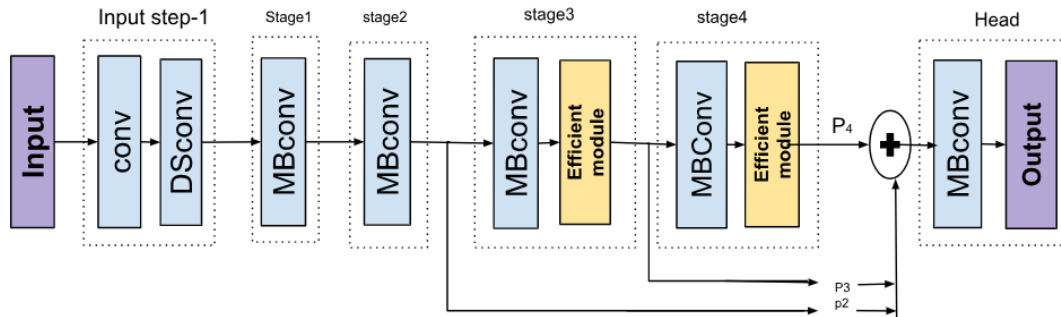 Input step-1
Stage1
stage2
stage3
stage4
Head
Input
conv
DSconv
MBconv
MBconv
MBconv
Efficient
module
MBConv
Efficient
module
P4
+
MBconv
Output
P3
p2